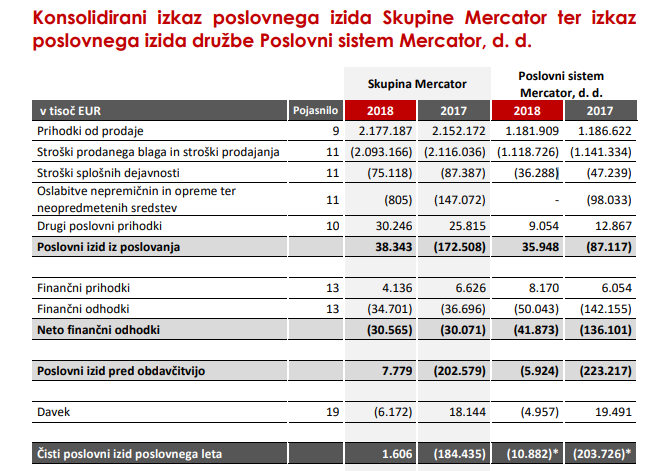 Konsolidirani izkaz poslovnega izida Skupine Mercator ter izkaz
poslovnega izida družbe Poslovni sistem Mercator, d. d.
Skupina Mercator Poslovni sistem
Mercator, d. d.
v tisoč EUR Pojasnilo 2018 2017 2018 2017
Prihodki od prodaje 9 2.177.187 2.152.172 1.181.909 1.186.622
Stroški prodanega blaga in stroški prodajanja 11 (2.093.166) (2.116.036) (1.118.726) (1.141.334)
Stroški splošnih dejavnosti 11 (75.118) (87.387) (36.288) (47.239)
Oslabitve nepremičnin in opreme ter
neopredmetenih sredstev 11 (805) (147.072) - (98.033)
Drugi poslovni prihodki 10 30.246 25.815 9.054 12.867
Poslovni izid iz poslovanja 38.343 (172.508) 35.948 (87.117)
Finančni prihodki 13 4.136 6.626 8.170 6.054
Finančni odhodki 13 (34.701) (36.696) (50.043) (142.155)
Neto finančni odhodki (30.565) (30.071) (41.873) (136.101)
Poslovni izid pred obdavčitvijo 7.779 (202.579) (5.924) (223.217)
Davek 19 (6.172) 18.144 (4.957) 19.491
Čisti poslovni izid poslovnega leta 1.606 (184.435) (10.882)* (203.726)*